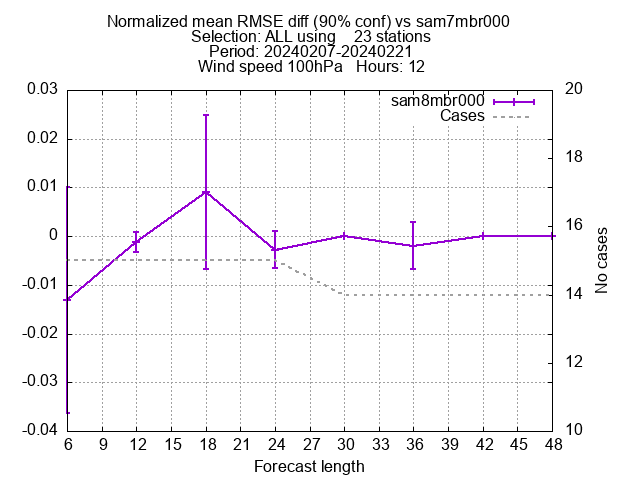 Normalized mean RMSE diff (90% conf) vs sam7mbr000
Selection: ALL using    23 stations
Period: 20240207-20240221
Wind speed 100hPa   Hours: 12
sam8mbr000
Cases
0.03
0.02
0.01
0
-0.01
-0.02
-0.03
-0.04
20
18
16
14
12
10
No cases
6 9 12 15 18 21 24 27 30 33 36 39 42 45 48
Forecast length